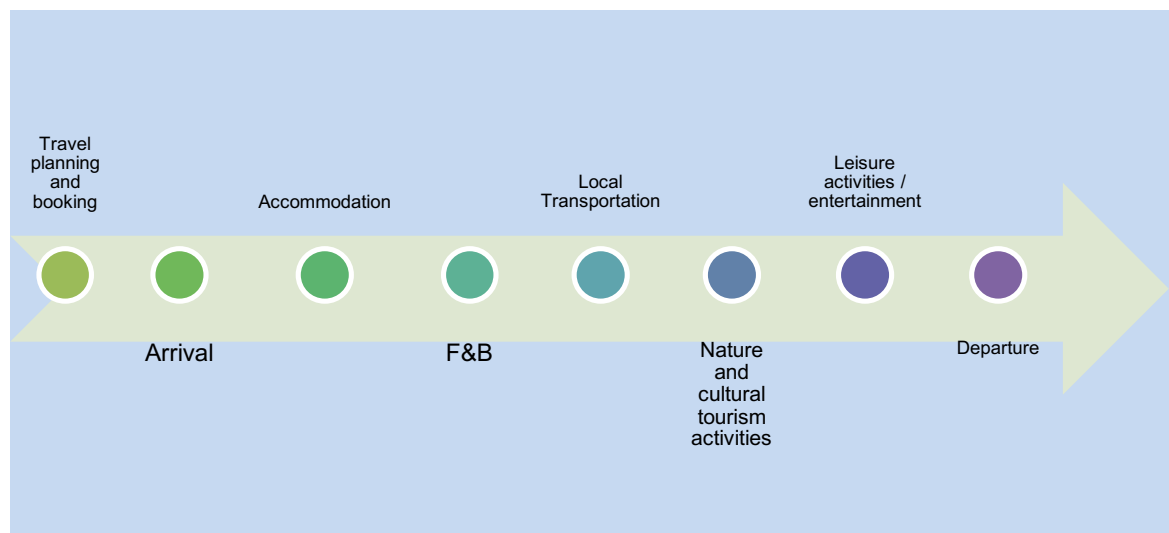 Travel
planning
and
booking
Arrival
Accommodation
F&B
Local
Transportation
Nature
and
cultural
tourism
activities
Leisure
activities /
entertainment
Departure